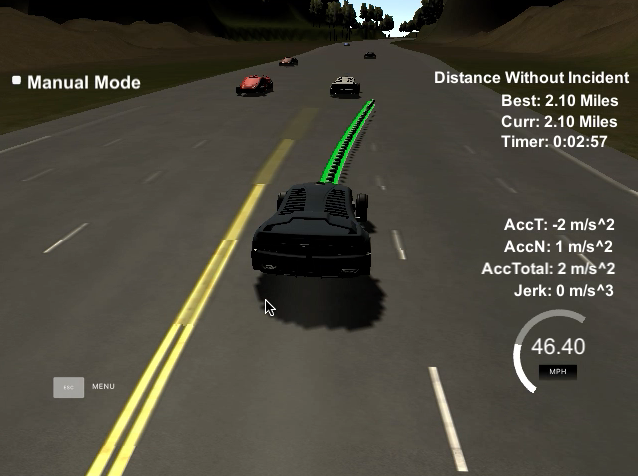 Manual Mode
Distance Without Incident
Best: 2.10 Miles
Curr: 2.10 Miles
Timer: 0:02:57
AccT: -2 m/s^2
AccN: 1 m/s^2
AccTotal: 2 m/s^2
Jerk: 0 m/s^3
46.40
MPH
ESC MENU